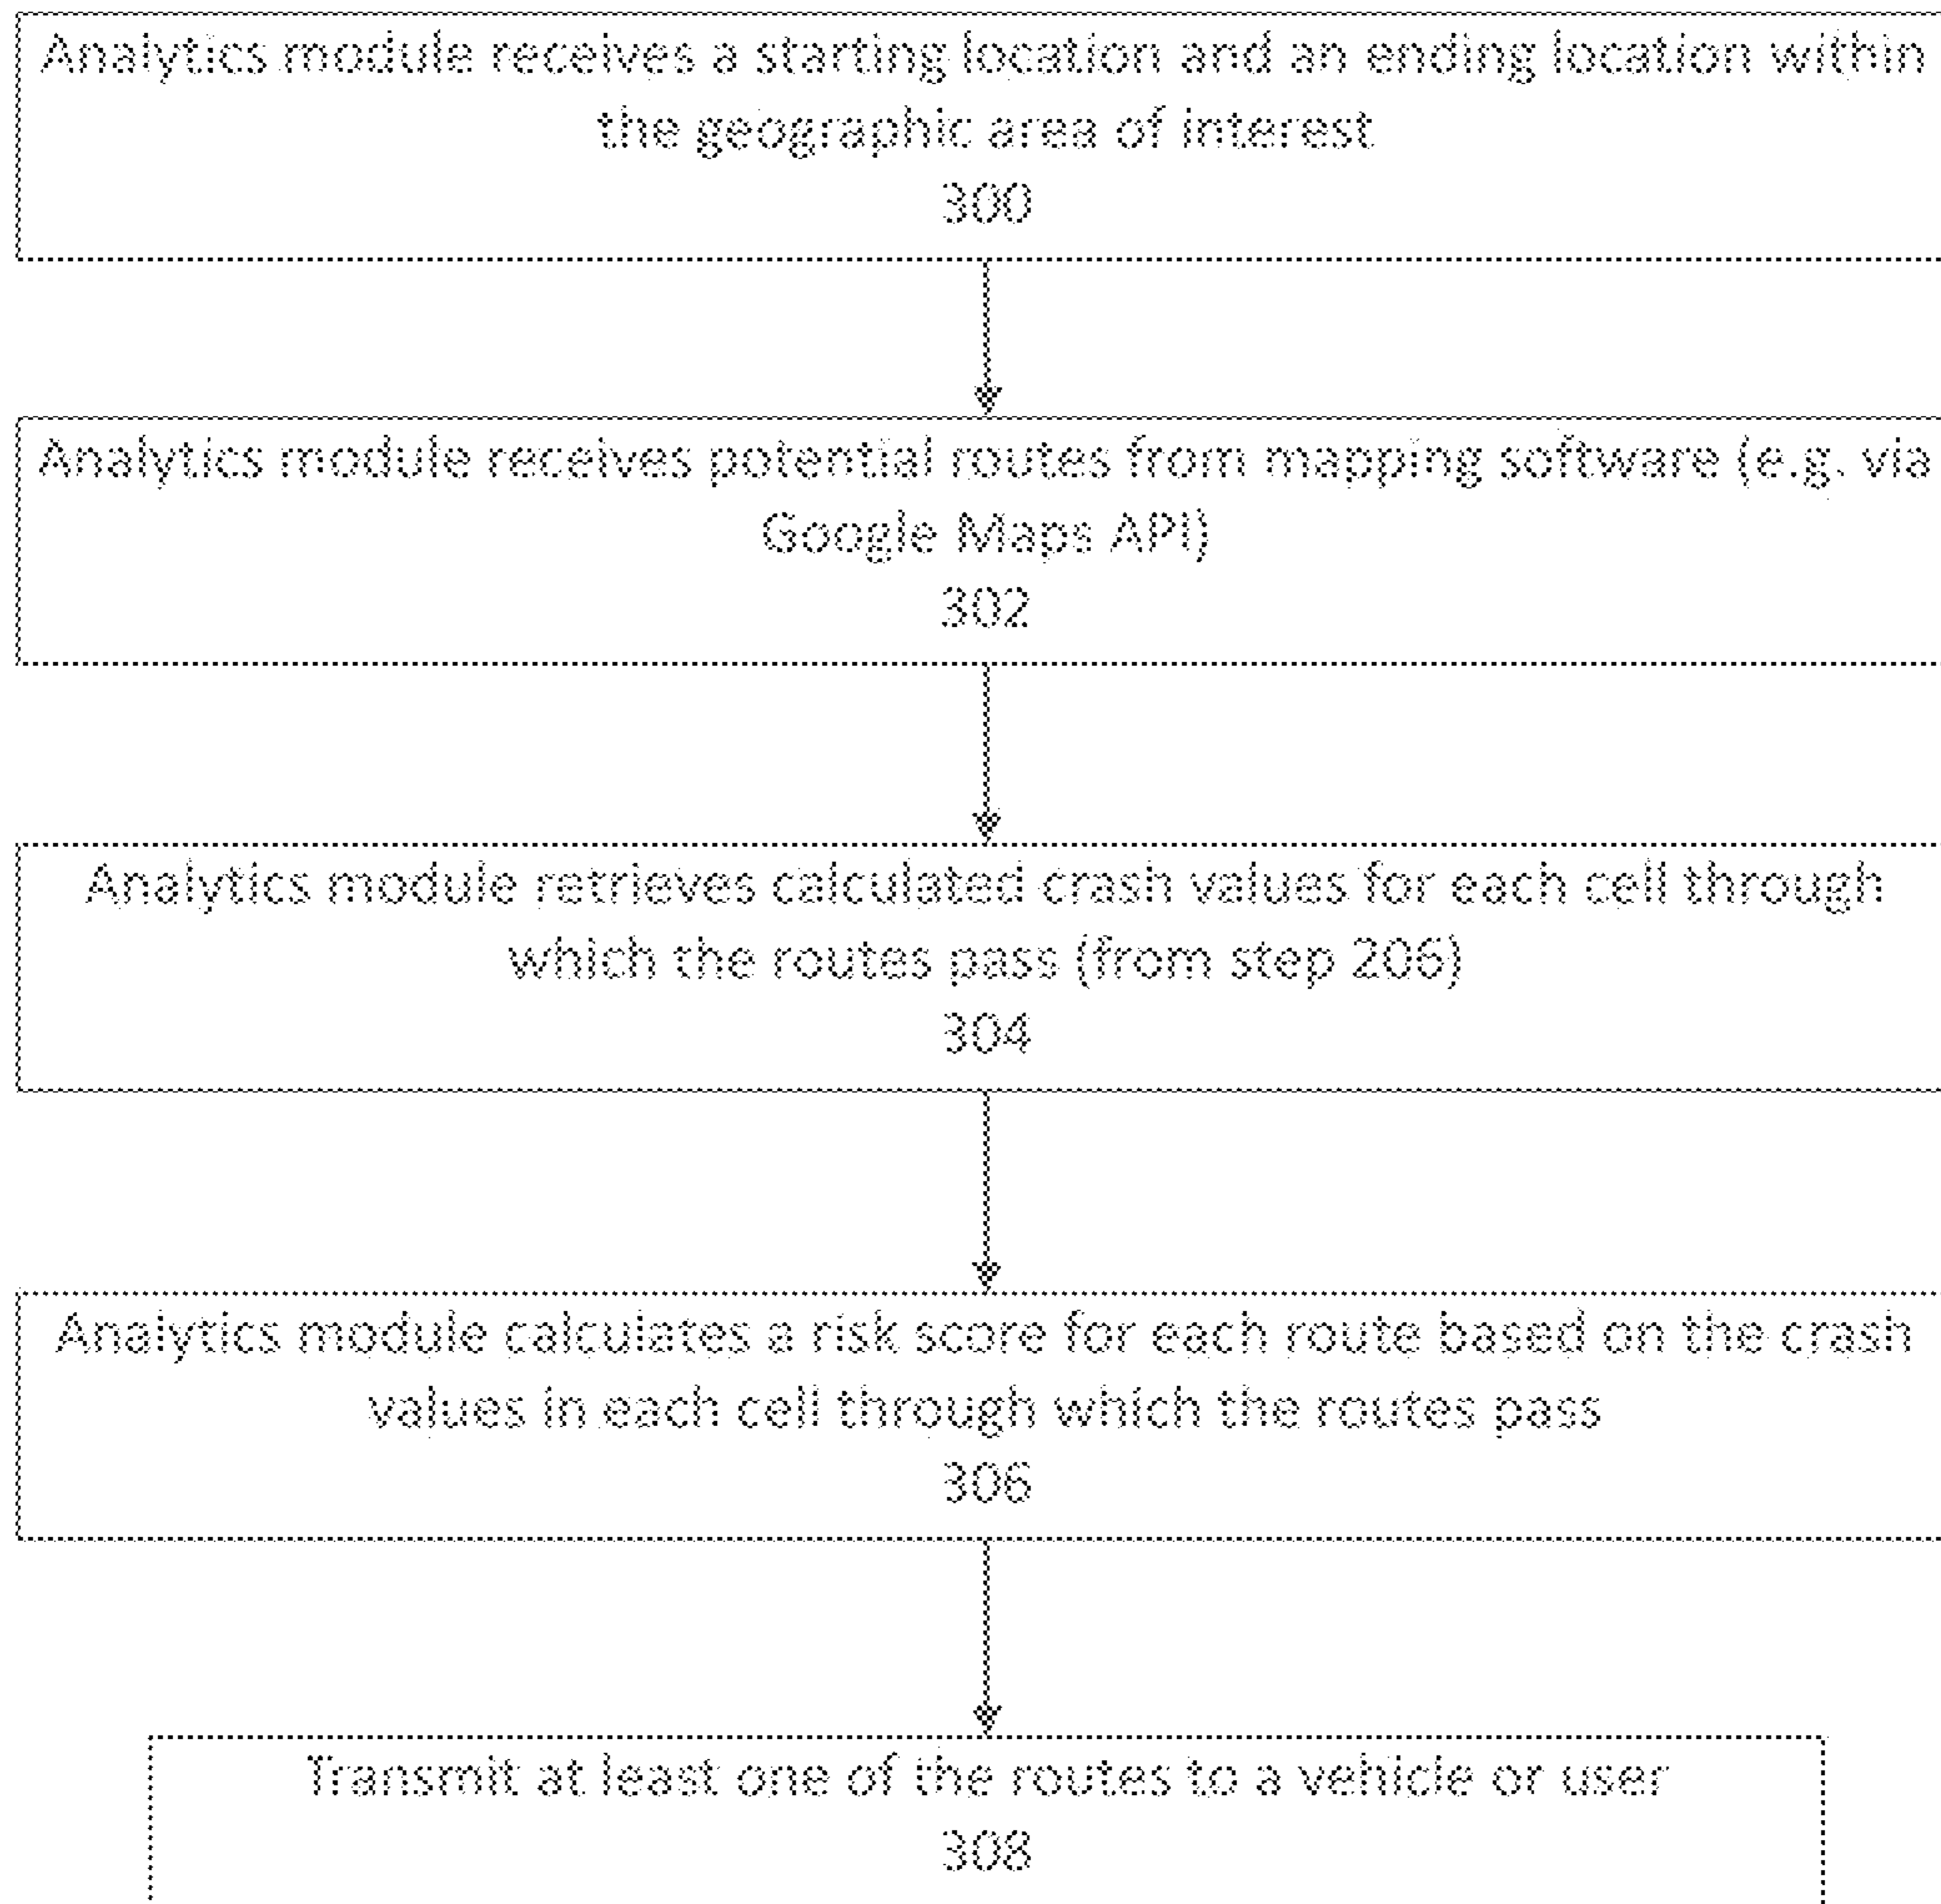 Analytics module receives a starting location and an ending location within
the geographic area of interest
300
Analytics module receives potential routes from mapping software (e.g. via
Google Maps API)
302
Analytics module retrieves calculated crash values for each cell through
which the routes pass (from step 206)
304
Analytics module calculates a risk score for each route based on the crash
values in each cell through which the routes pass
306
Transmit at least one of the routes to a vehicle or user
308